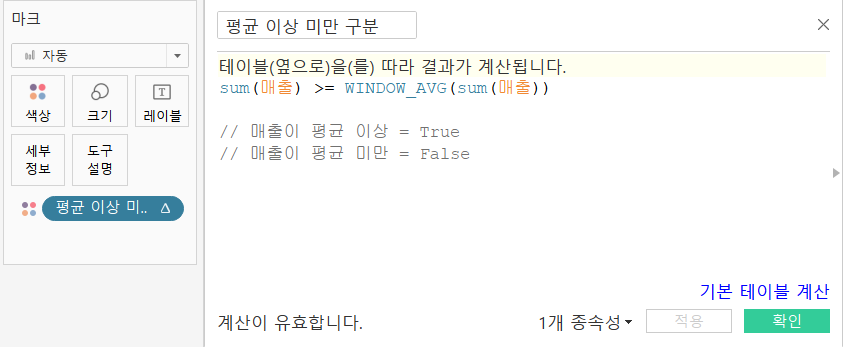 마크
자동
색상
크기
레이블
세부
정보
도구
설명
평균 이상 미..
평균 이상 미만 구분
테이블(옆으로)을(를) 따라 결과가 계산됩니다.
sum(매출) >= WINDOW_AVG(sum(매출))
// 매출이 평균 이상 = True
// 매출이 평균 미만 = False
기본 테이블 계산
계산이 유효합니다.
1개 종속성
적용
확인